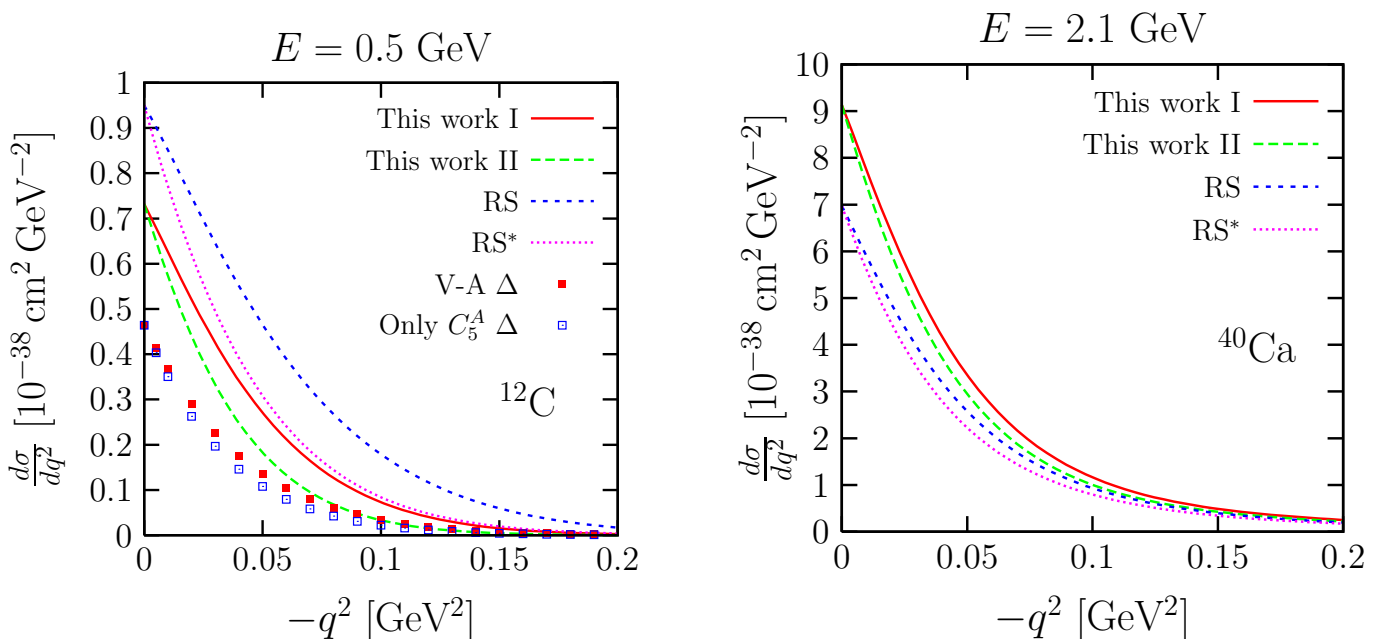 E = 0.5 GeV
1
0.9
0.8
0.7
0.6
0.5
0.4
0.3
0.2
0.1
0
0
0.05
0.1
0.15
0.2
dσ/dq² [10⁻³⁸ cm² GeV⁻²]
−q² [GeV²]
This work I
This work II
RS
RS*
V-A Δ
Only C₅ᴬ Δ
¹²C
E = 2.1 GeV
10
9
8
7
6
5
4
3
2
1
0
0
0.05
0.1
0.15
0.2
dσ/dq² [10⁻³⁸ cm² GeV⁻²]
−q² [GeV²]
This work I
This work II
RS
RS*
⁴⁰Ca